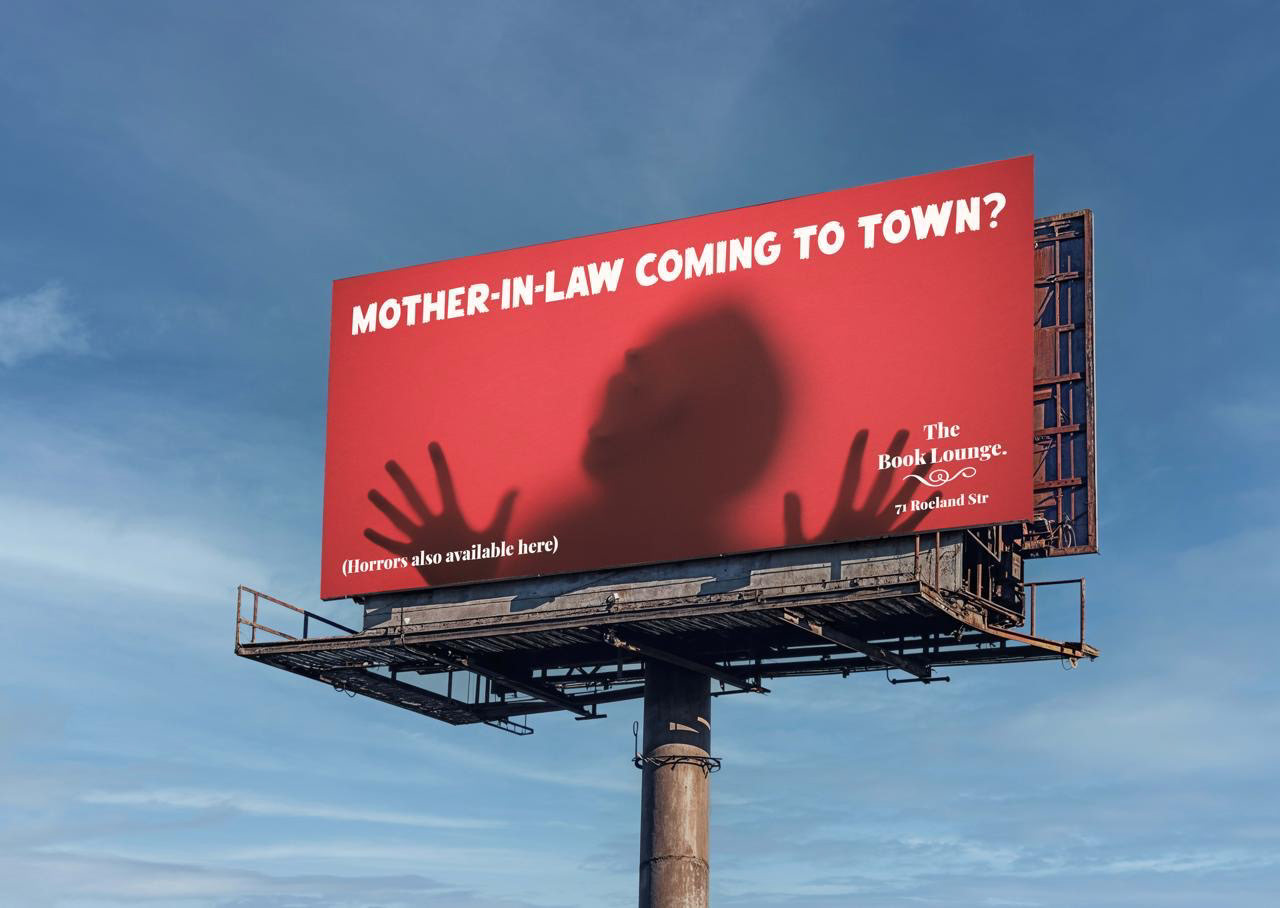 MOTHER-IN-LAW COMING TO TOWN?
The
Book Lounge.
71 Roeland Str
(Horrors also available here)